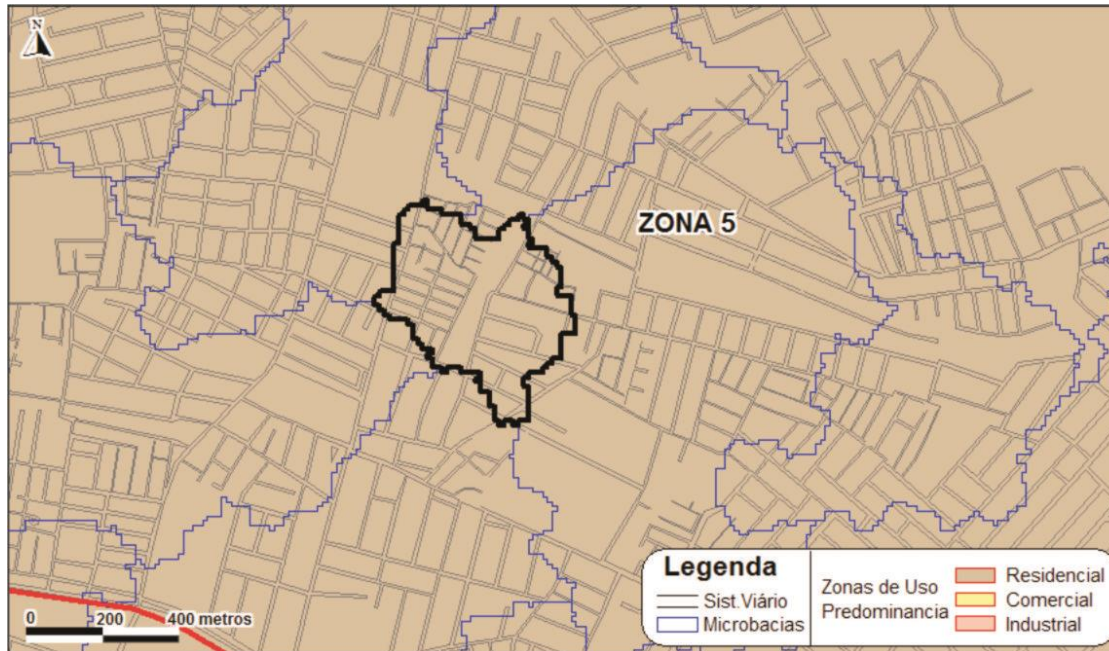 N
ZONA 5
0 200 400 metros
Legenda
Sist.Viário
Microbacias
Zonas de Uso
Predominancia
Residencial
Comercial
Industrial